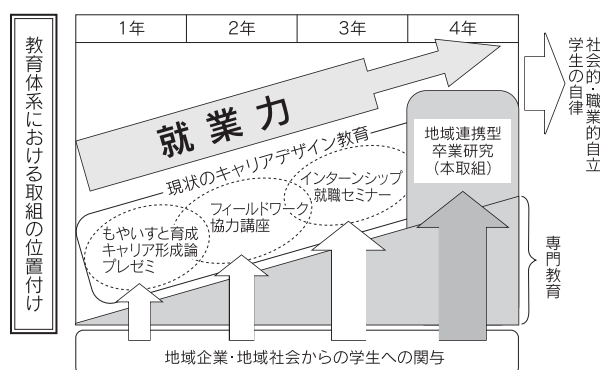 教育体系における取組の位置付け
1年
2年
3年
4年
社会的・職業的自立
学生の自律
就業力
現状のキャリアデザイン教育
もやいすと育成
キャリア形成論
プレゼミ
フィールドワーク
協力講座
インターンシップ
就職セミナー
地域連携型
卒業研究
（本取組）
専門教育
地域企業・地域社会からの学生への関与